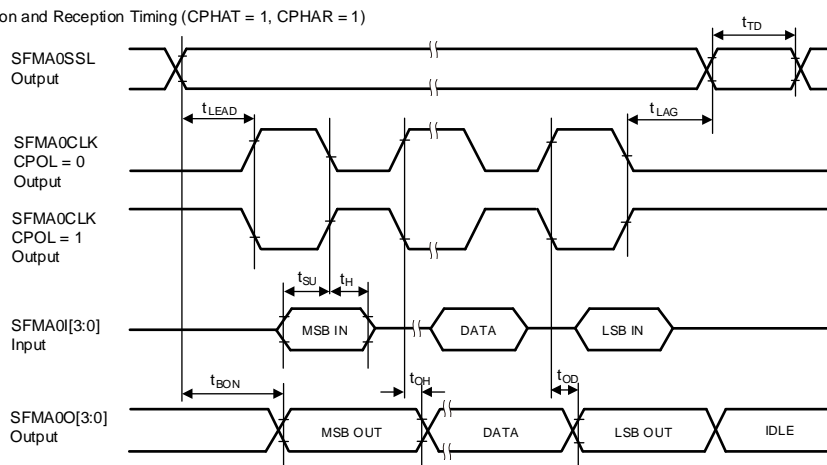 on and Reception Timing (CPHAT = 1, CPHAR = 1)
tTD
SFMA0SSL
Output
tLEAD
tLAG
SFMA0CLK
CPOL = 0
Output
SFMA0CLK
CPOL = 1
Output
tSU
tH
SFMA0I[3:0]
Input
MSB IN
DATA
LSB IN
tBON
tOH
tOD
SFMA0O[3:0]
Output
MSB OUT
DATA
LSB OUT
IDLE